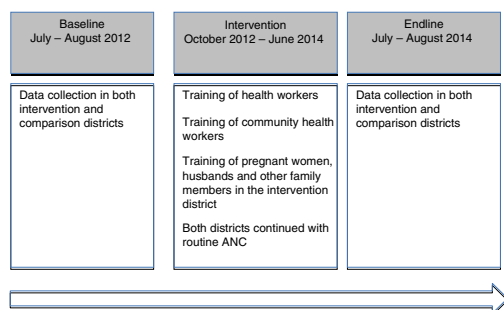 Baseline
July – August 2012
Intervention
October 2012 – June 2014
Endline
July – August 2014
Data collection in both
intervention and
comparison districts
Training of health workers
Training of community health
workers
Training of pregnant women,
husbands and other family
members in the intervention
district
Both districts continued with
routine ANC
Data collection in both
intervention and
comparison districts